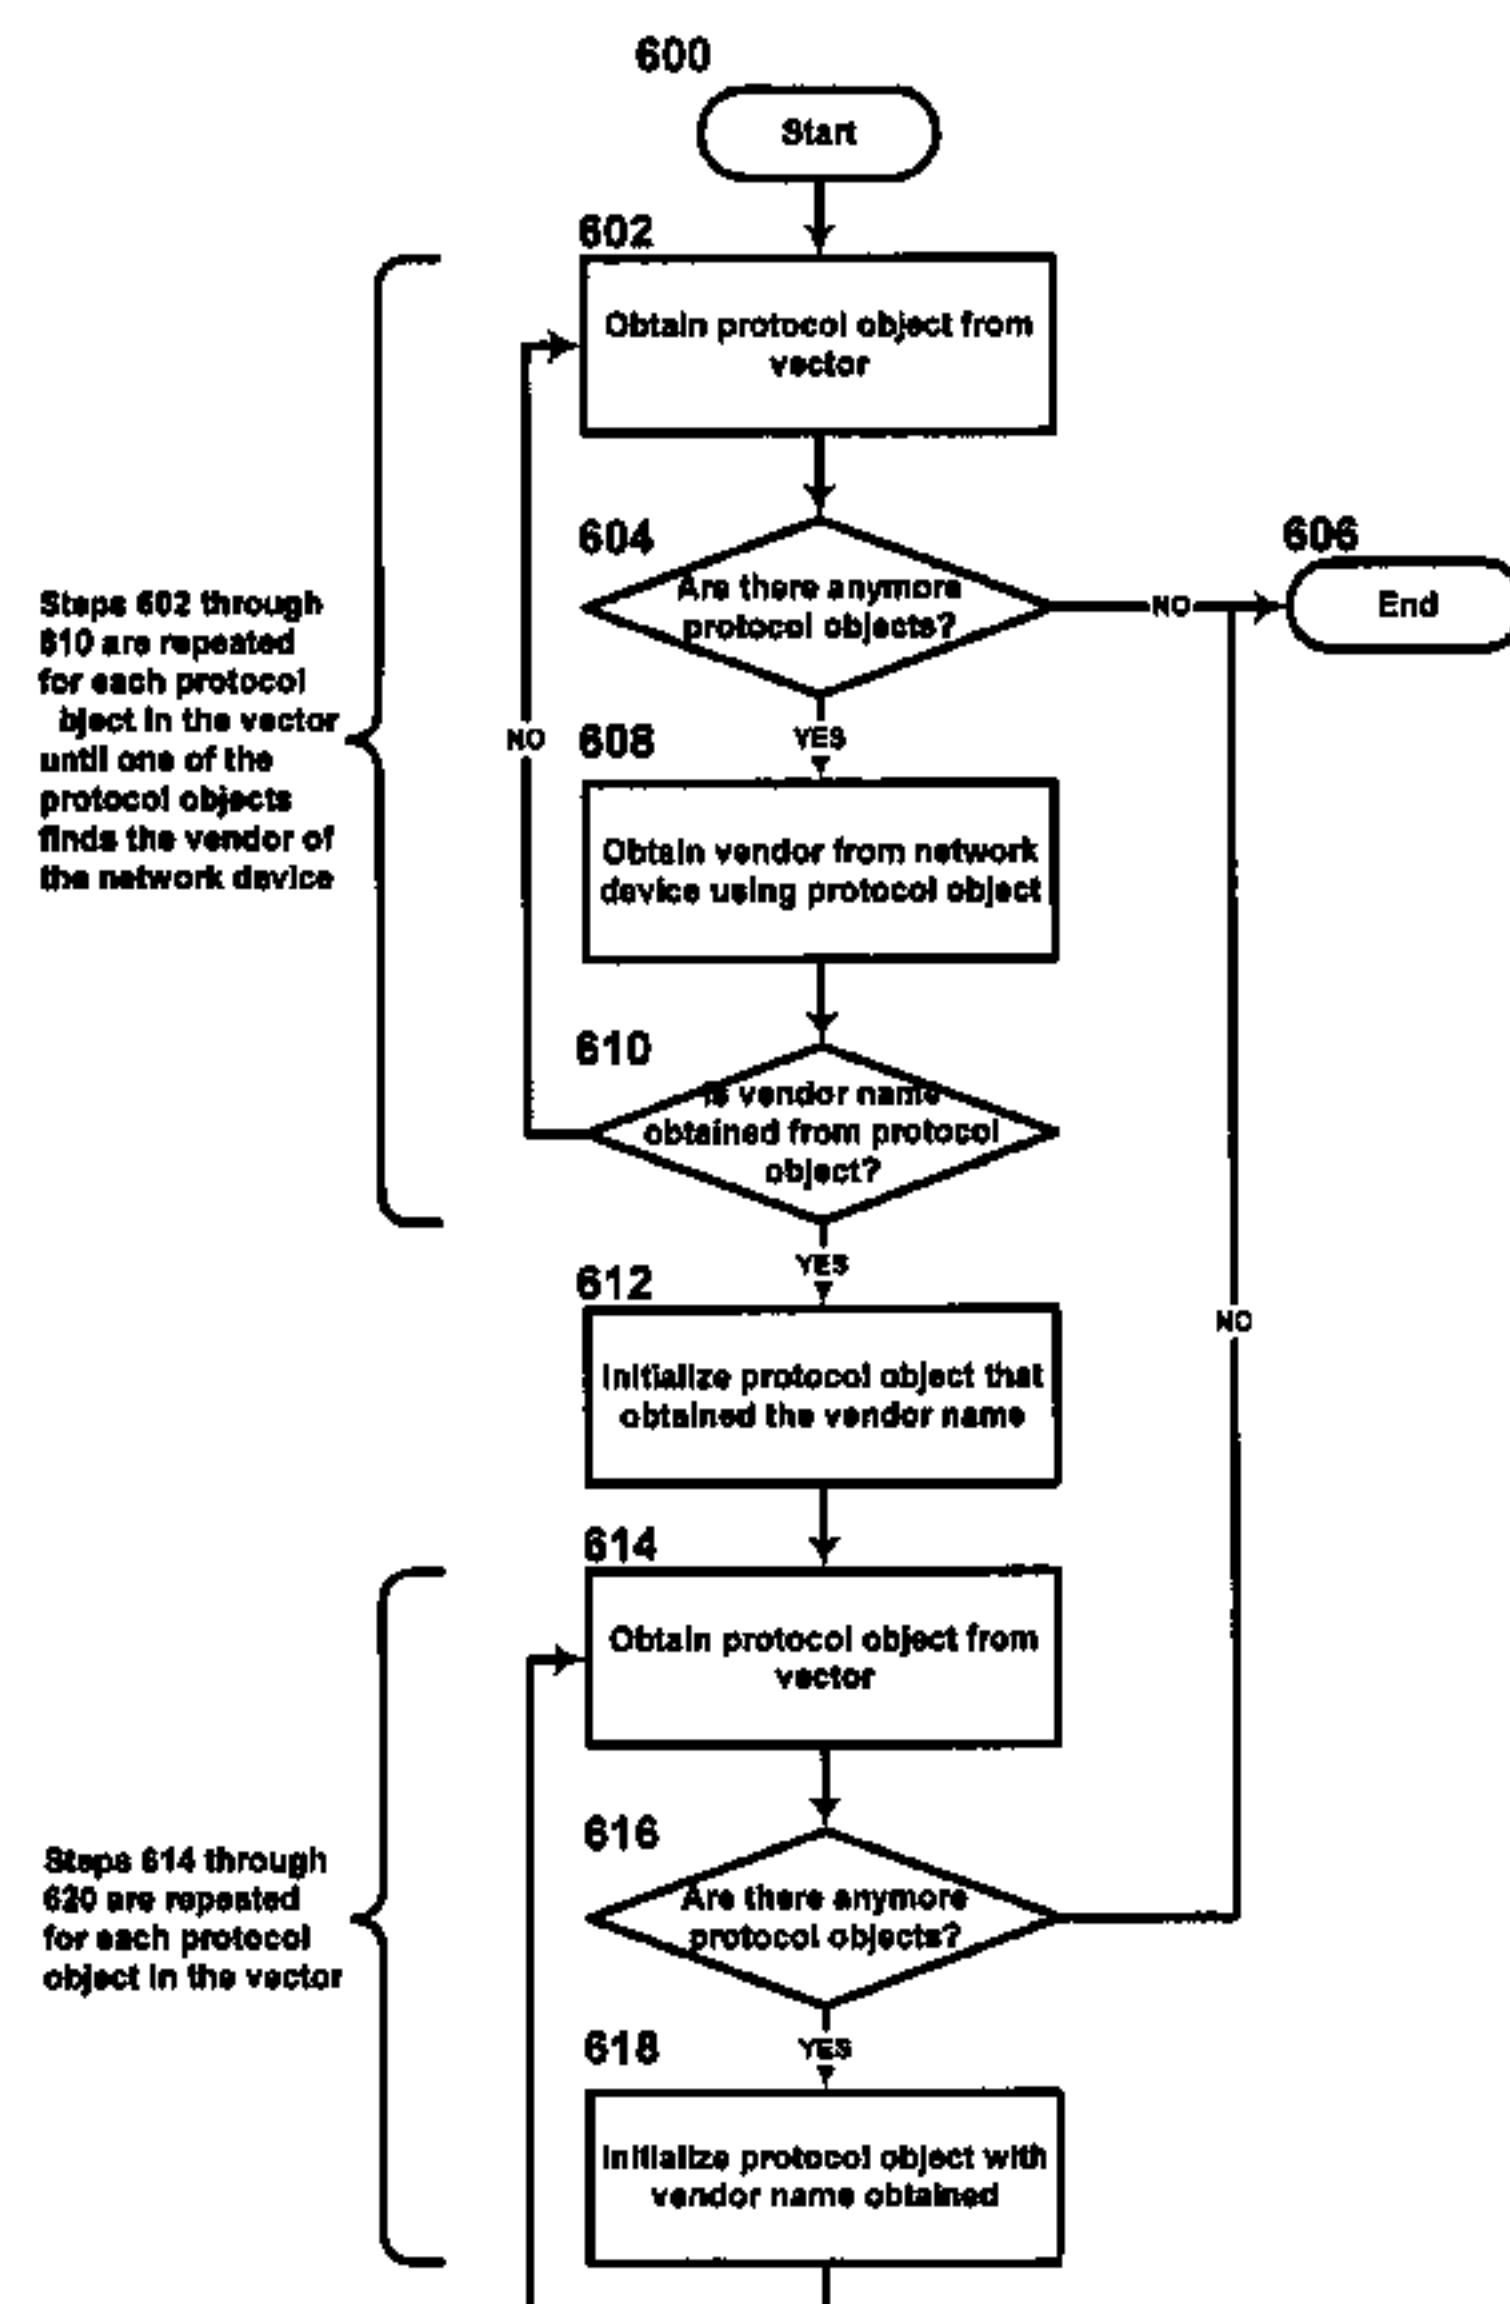 600
Start
602
Obtain protocol object from
vector
604
Are there anymore
protocol objects?
NO
606
End
Steps 602 through
610 are repeated
for each protocol
bject in the vector
until one of the
protocol objects
finds the vendor of
the network device
NO
YES
608
Obtain vendor from network
device using protocol object
610
Is vendor name
obtained from protocol
object?
YES
612
Initialize protocol object that
obtained the vendor name
NO
614
Obtain protocol object from
vector
616
Are there anymore
protocol objects?
Steps 614 through
620 are repeated
for each protocol
object in the vector
YES
618
Initialize protocol object with
vendor name obtained